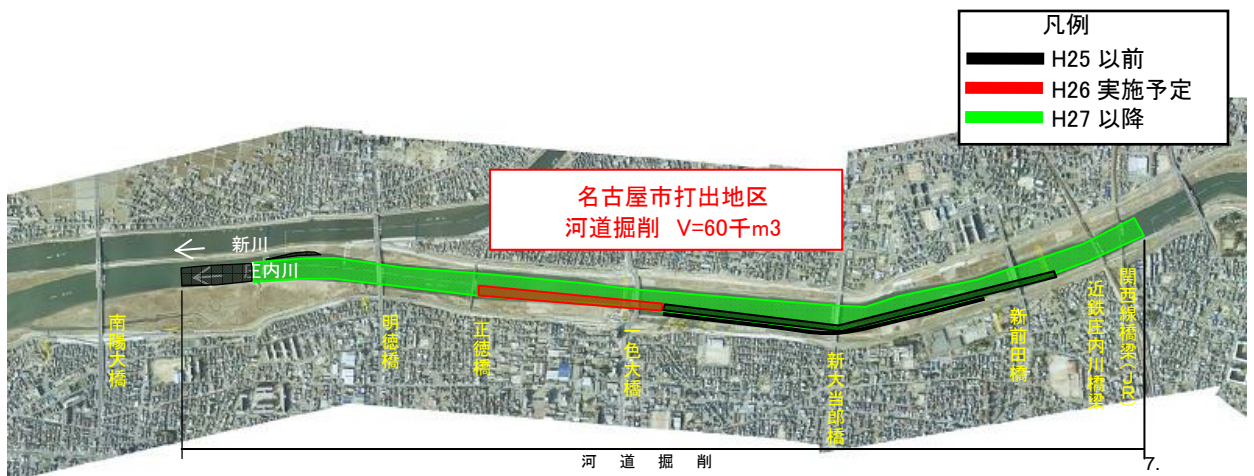 凡例
H25 以前
H26 実施予定
H27 以降
名古屋市打出地区
河道掘削 V=60千m3
新川
庄内川
南陽大橋
明徳橋
正徳橋
一色大橋
新大当郎橋
新前田橋
近鉄庄内川橋梁
関西線橋梁(JR)
河道掘削
7.